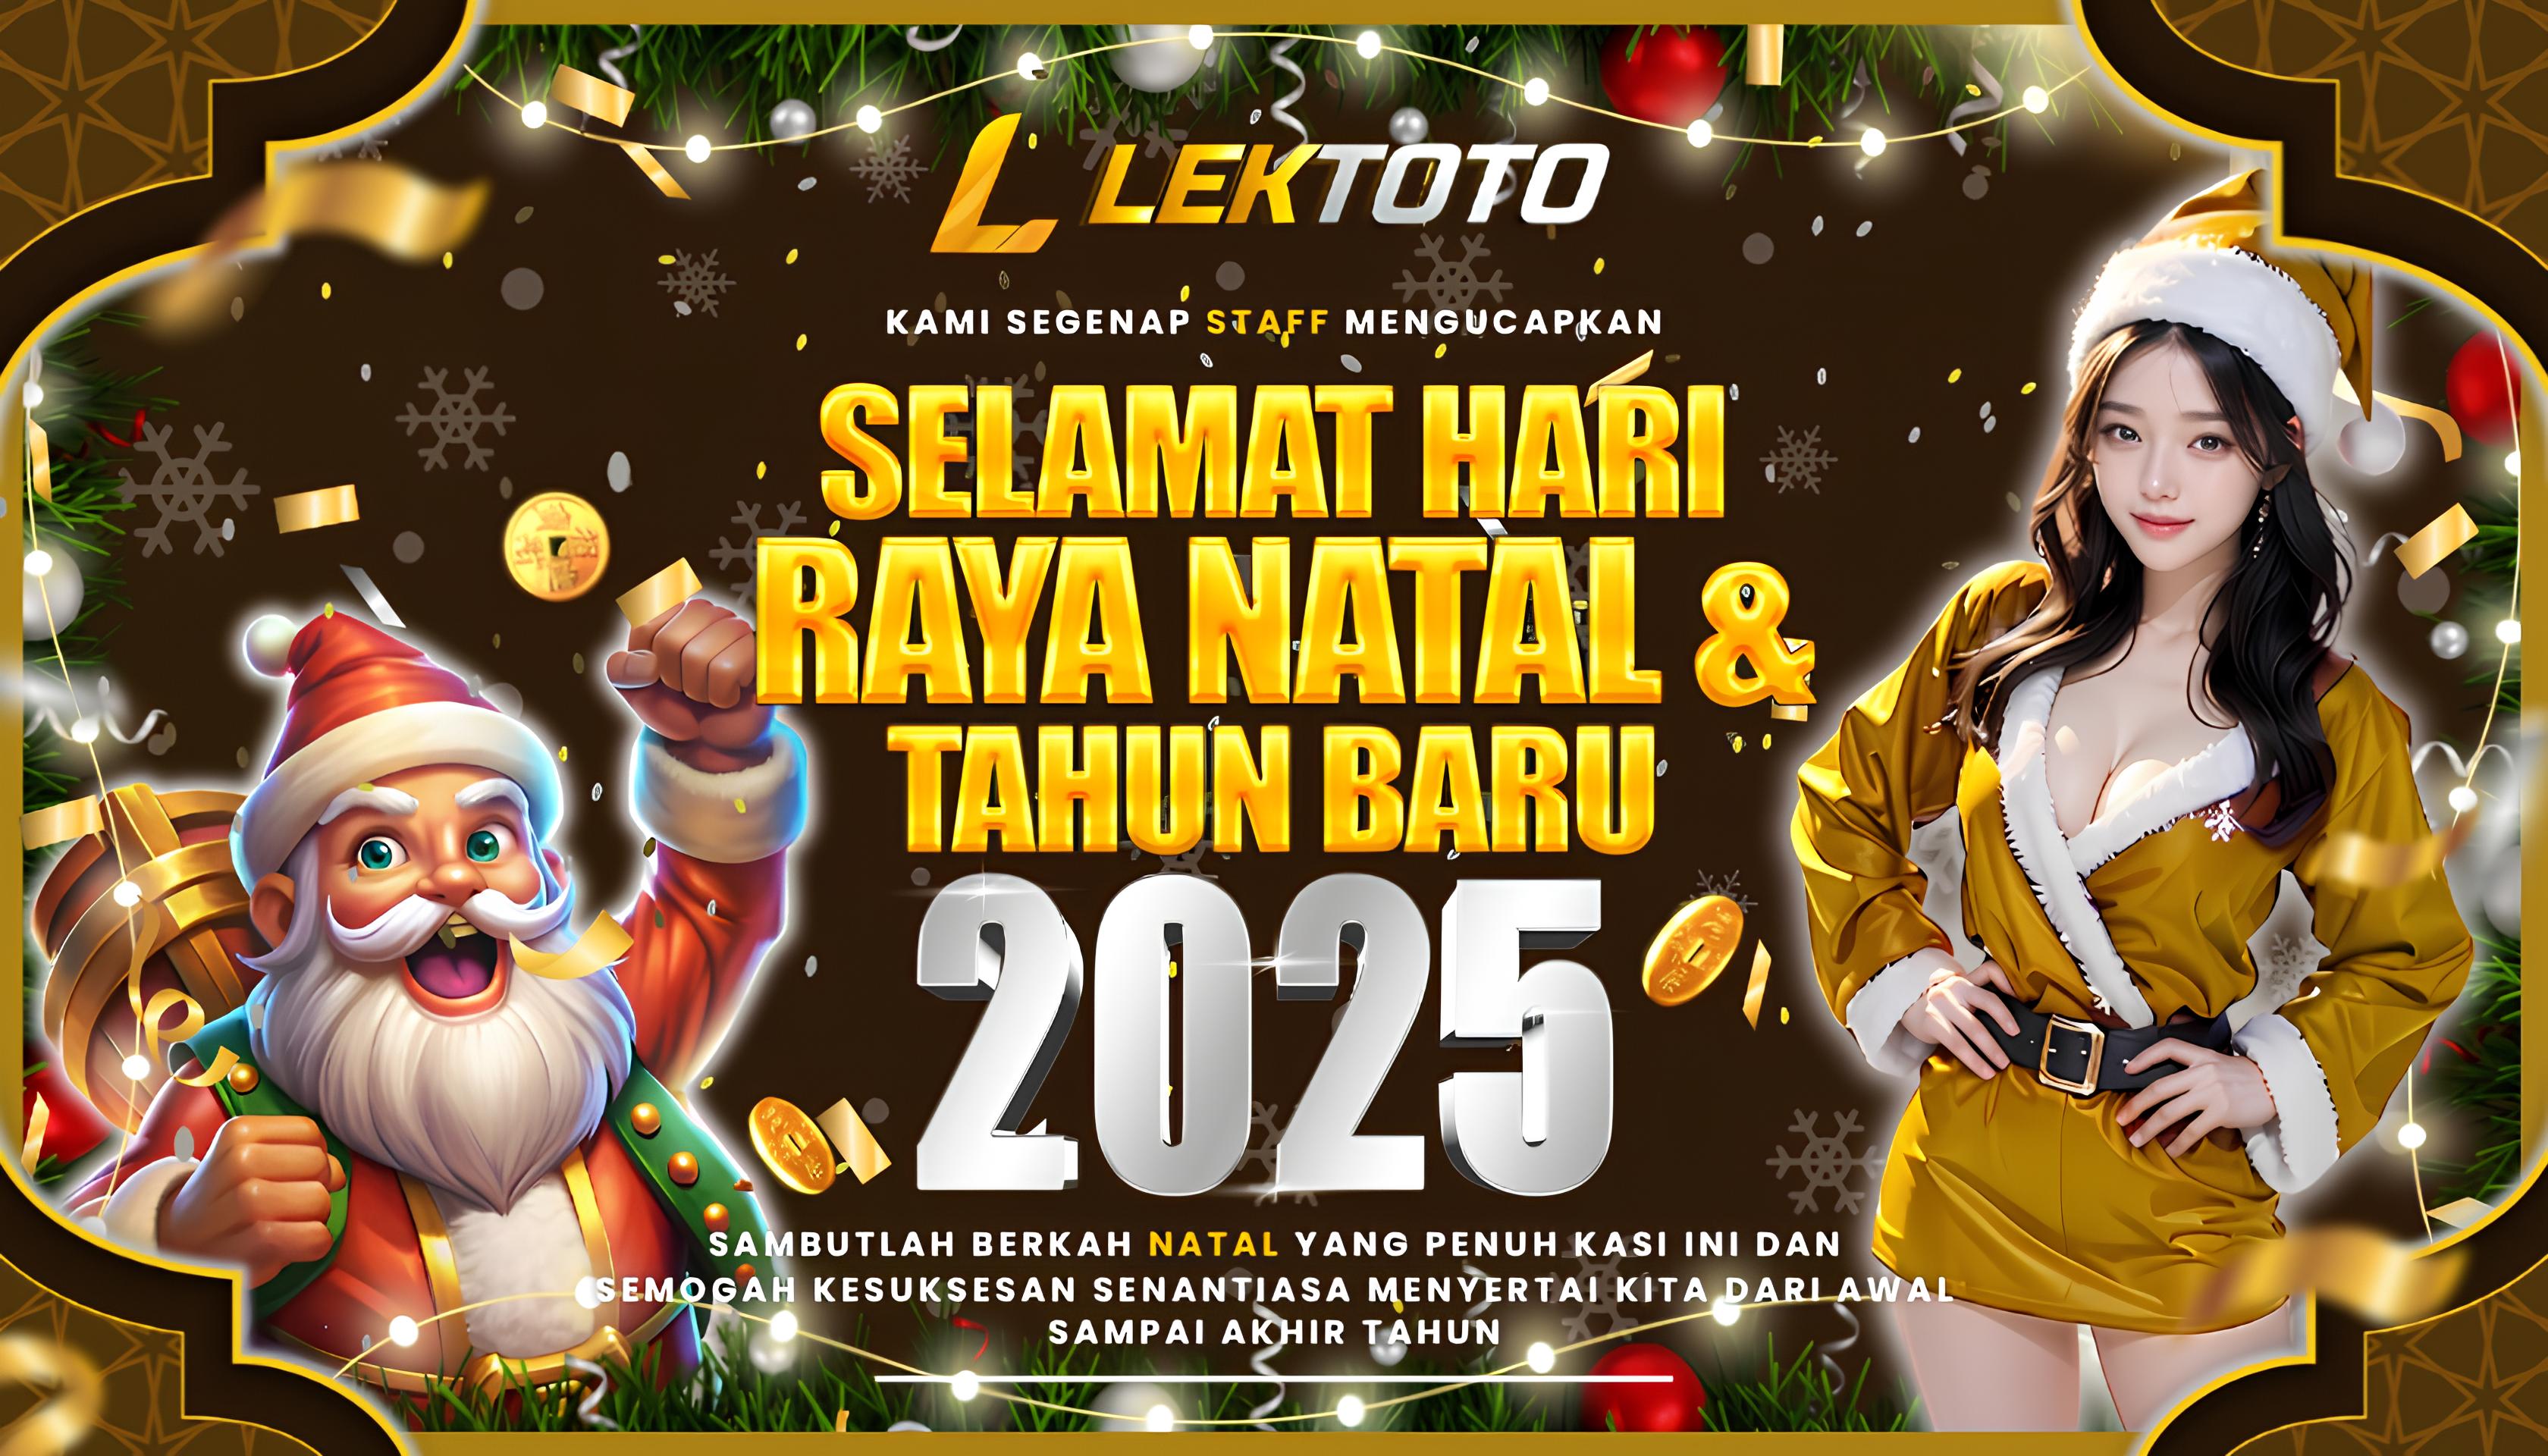 LEKTOTO
KAMI SEGENAP STAFF MENGUCAPKAN
SELAMAT HARI
RAYA NATAL &
TAHUN BARU
2025
SAMBUTLAH BERKAH NATAL YANG PENUH KASI INI DAN
SEMOGAH KESUKSESAN SENANTIASA MENYERTAI KITA DARI AWAL
SAMPAI AKHIR TAHUN